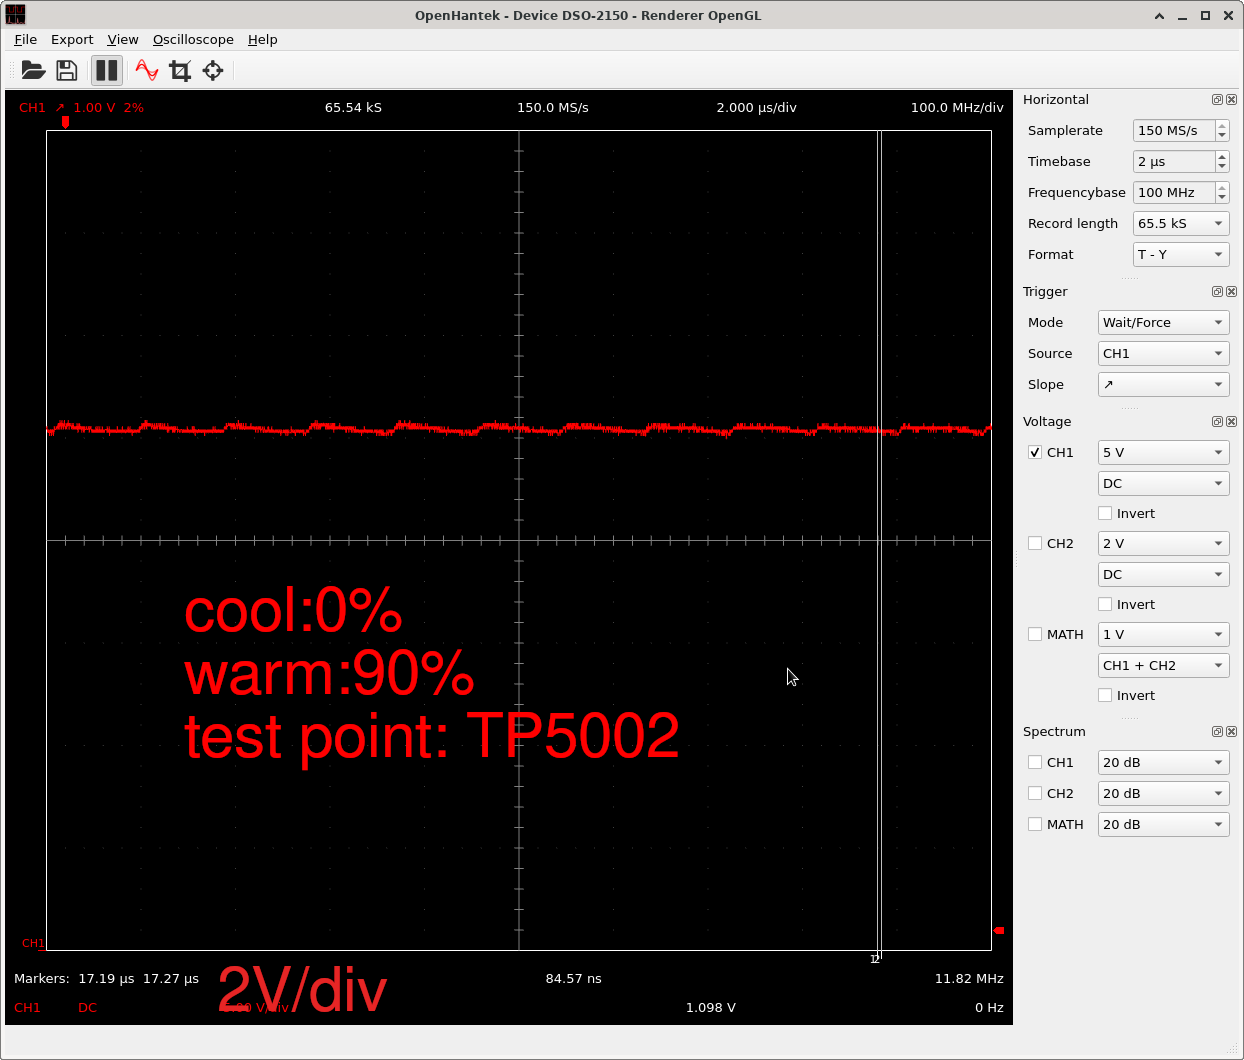 OpenHantek - Device DSO-2150 - Renderer OpenGL
File Export View Oscilloscope Help
CH1 ↗ 1.00 V 2% 65.54 kS 150.0 MS/s 2.000 µs/div 100.0 MHz/div
cool:0%
warm:90%
test point: TP5002
CH1
12
Markers: 17.19 µs 17.27 µs 84.57 ns 11.82 MHz
2V/div
CH1 DC 5.00 V/div 1.098 V 0 Hz
Horizontal
Samplerate 150 MS/s
Timebase 2 µs
Frequencybase 100 MHz
Record length 65.5 kS
Format T - Y
Trigger
Mode Wait/Force
Source CH1
Slope ↗
Voltage
CH1 5 V
DC
Invert
CH2 2 V
DC
Invert
MATH 1 V
CH1 + CH2
Invert
Spectrum
CH1 20 dB
CH2 20 dB
MATH 20 dB